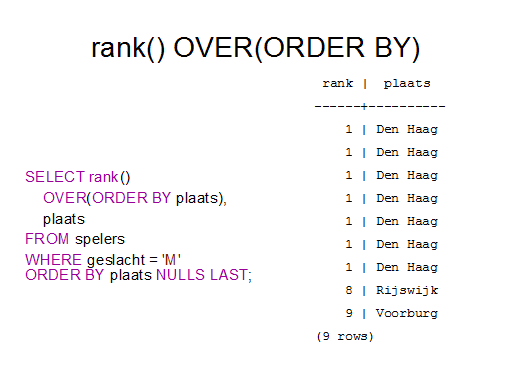 rank() OVER(ORDER BY)
SELECT rank()
OVER(ORDER BY plaats),
plaats
FROM spelers
WHERE geslacht = 'M'
ORDER BY plaats NULLS LAST;
rank | plaats
------+----------
1 | Den Haag
1 | Den Haag
1 | Den Haag
1 | Den Haag
1 | Den Haag
1 | Den Haag
1 | Den Haag
8 | Rijswijk
9 | Voorburg
(9 rows)